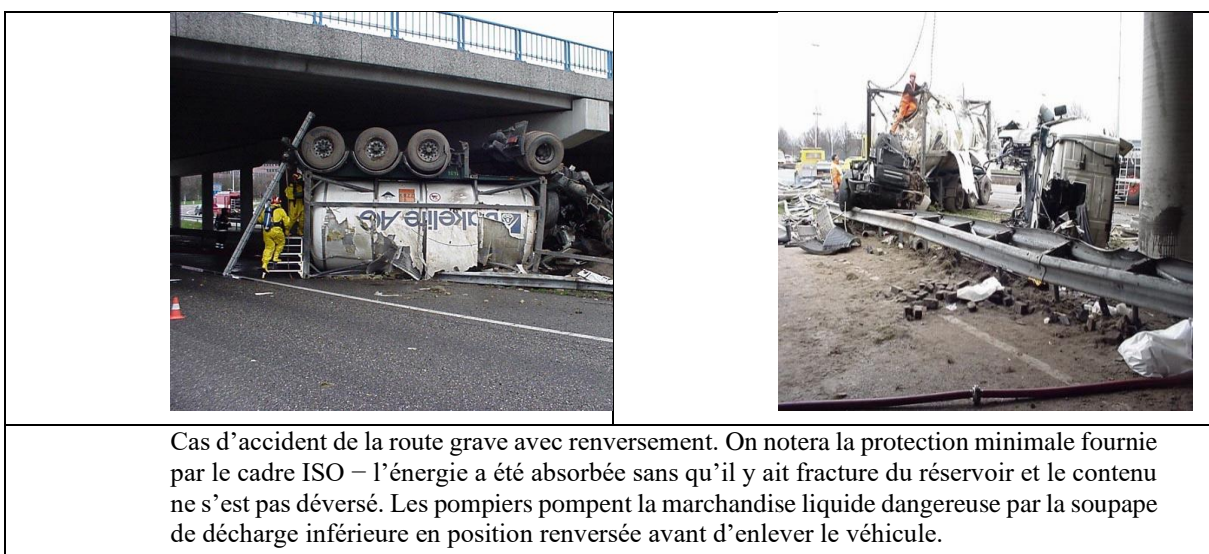 Bakelite AG
Cas d’accident de la route grave avec renversement. On notera la protection minimale fournie
par le cadre ISO − l’énergie a été absorbée sans qu’il y ait fracture du réservoir et le contenu
ne s’est pas déversé. Les pompiers pompent la marchandise liquide dangereuse par la soupape
de décharge inférieure en position renversée avant d’enlever le véhicule.